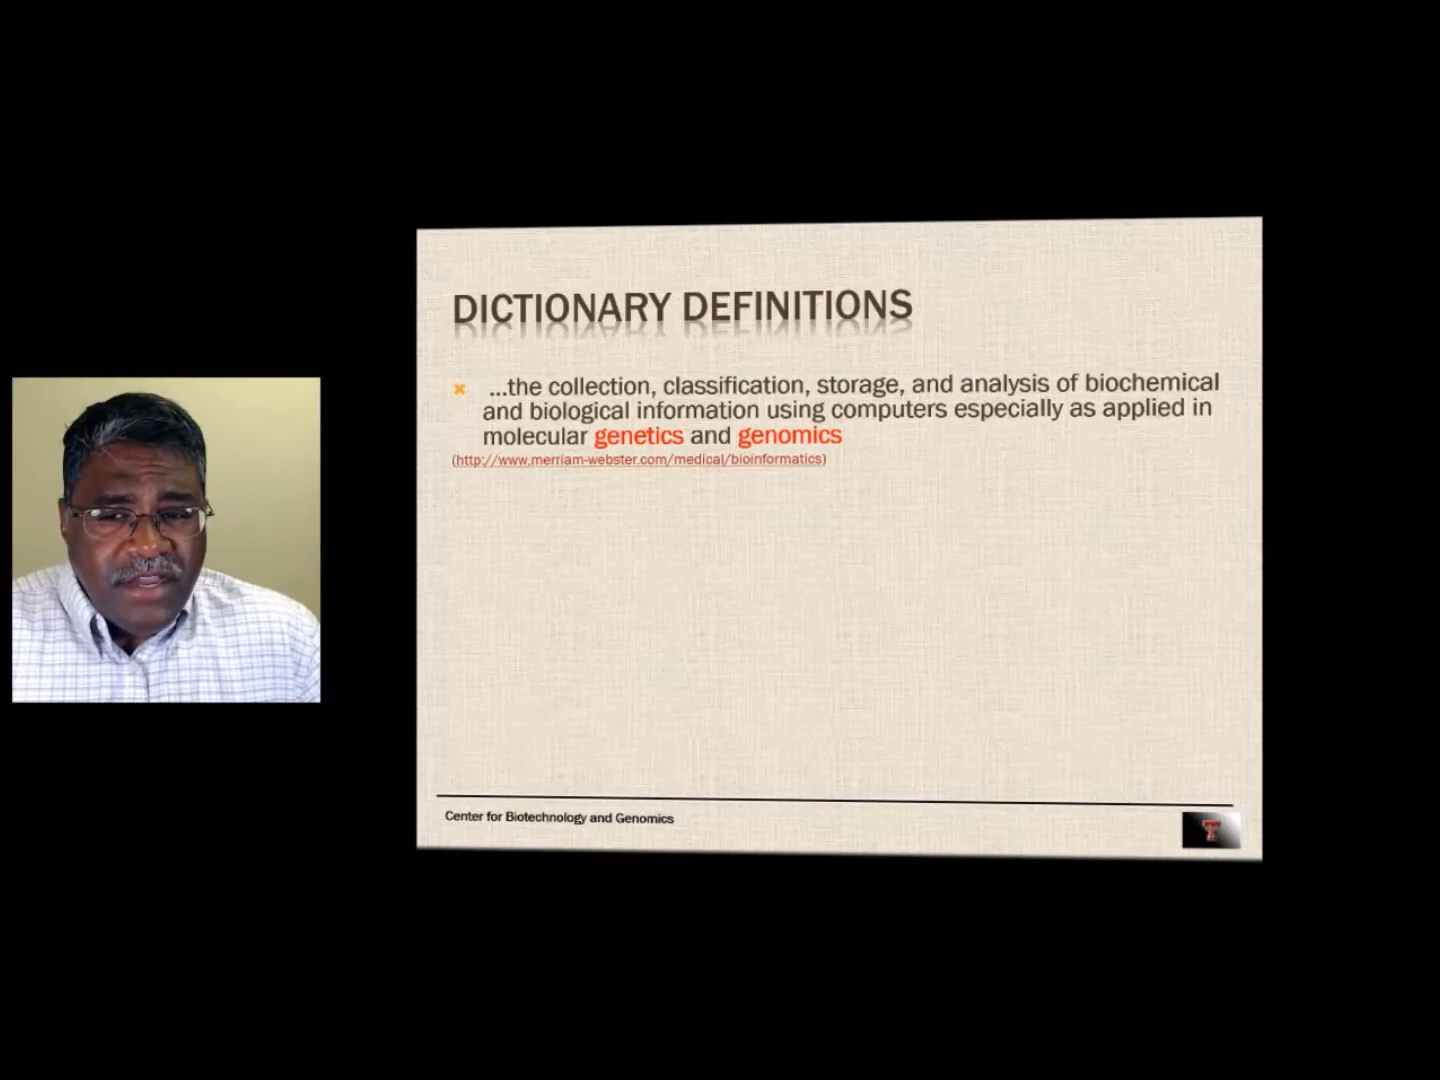 DICTIONARY DEFINITIONS
...the collection, classification, storage, and analysis of biochemical
and biological information using computers especially as applied in
molecular genetics and genomics
(http://www.merriam-webster.com/medical/bioinformatics)
Center for Biotechnology and Genomics
T